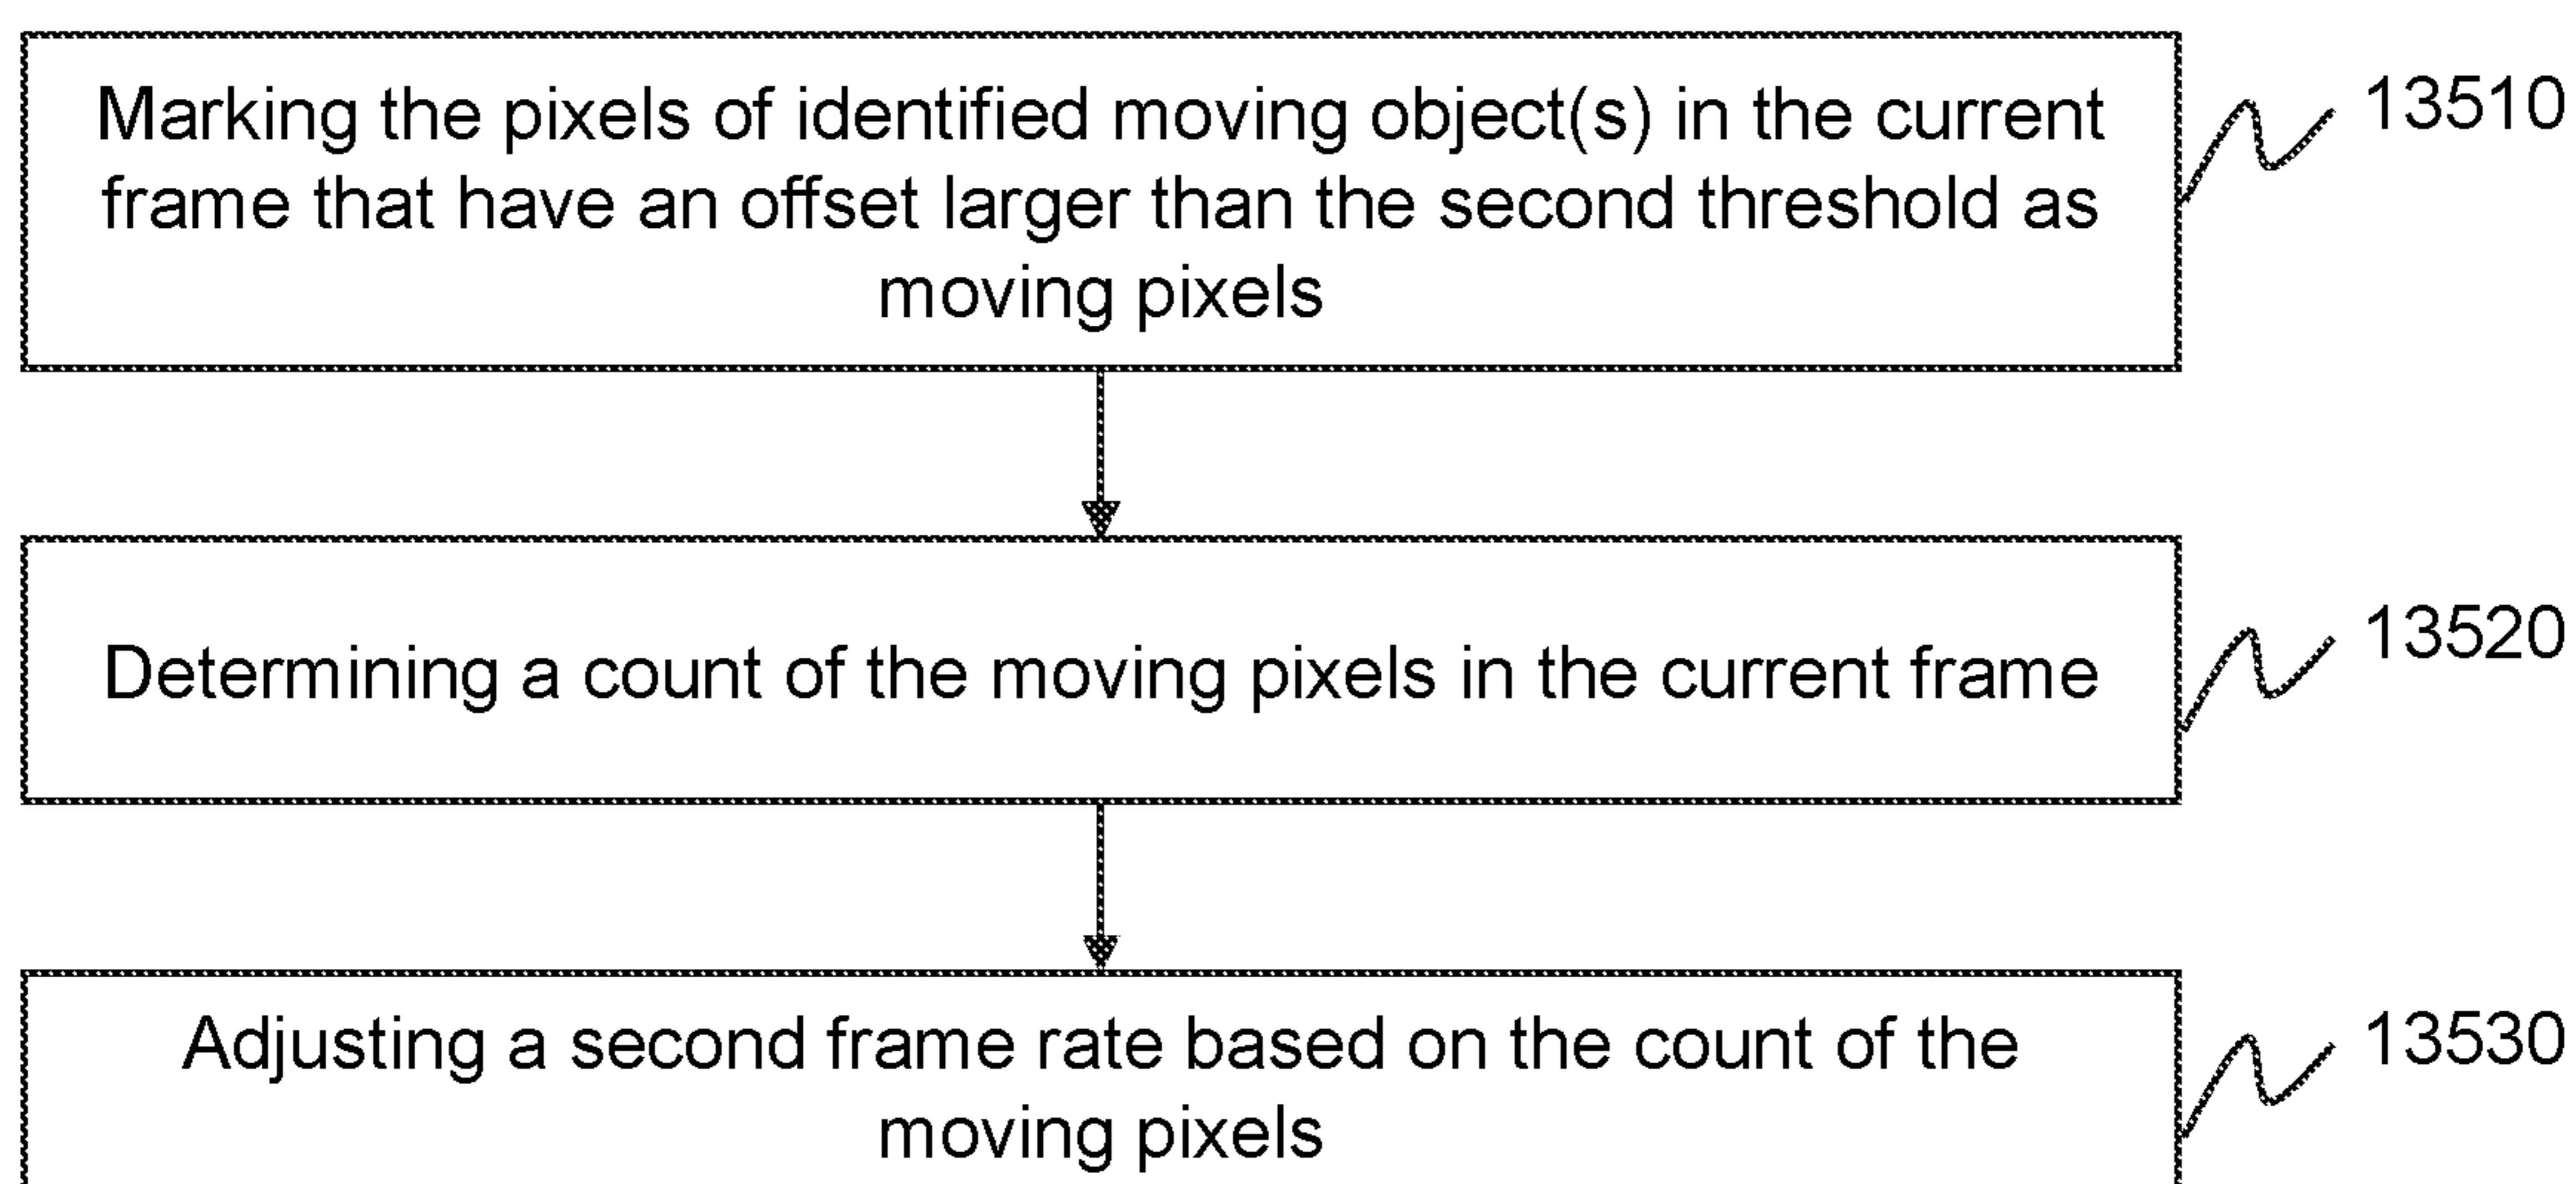 Marking the pixels of identified moving object(s) in the current
frame that have an offset larger than the second threshold as
moving pixels
13510
Determining a count of the moving pixels in the current frame
13520
Adjusting a second frame rate based on the count of the
moving pixels
13530